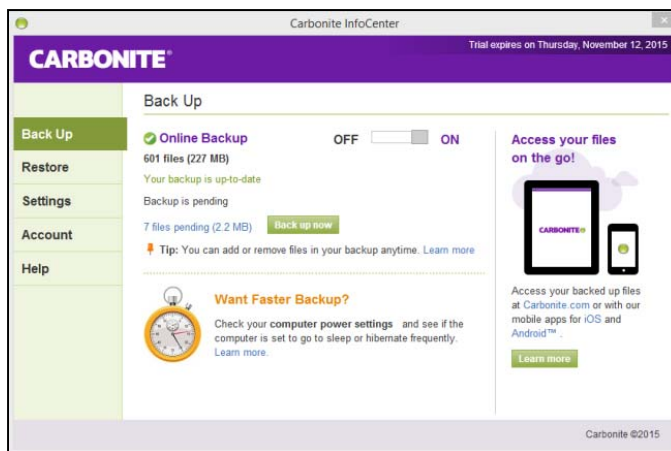 Carbonite InfoCenter
Trial expires on Thursday, November 12, 2015
CARBONITE®
Back Up
Restore
Settings
Account
Help
Back Up
Online Backup
OFF ON
601 files (227 MB)
Your backup is up-to-date
Backup is pending
7 files pending (2.2 MB) Back up now
Tip: You can add or remove files in your backup anytime. Learn more
Want Faster Backup?
Check your computer power settings and see if the
computer is set to go to sleep or hibernate frequently.
Learn more.
Access your files
on the go!
CARBONITE
Access your backed up files
at Carbonite.com or with our
mobile apps for iOS and
Android™ .
Learn more
Carbonite ©2015